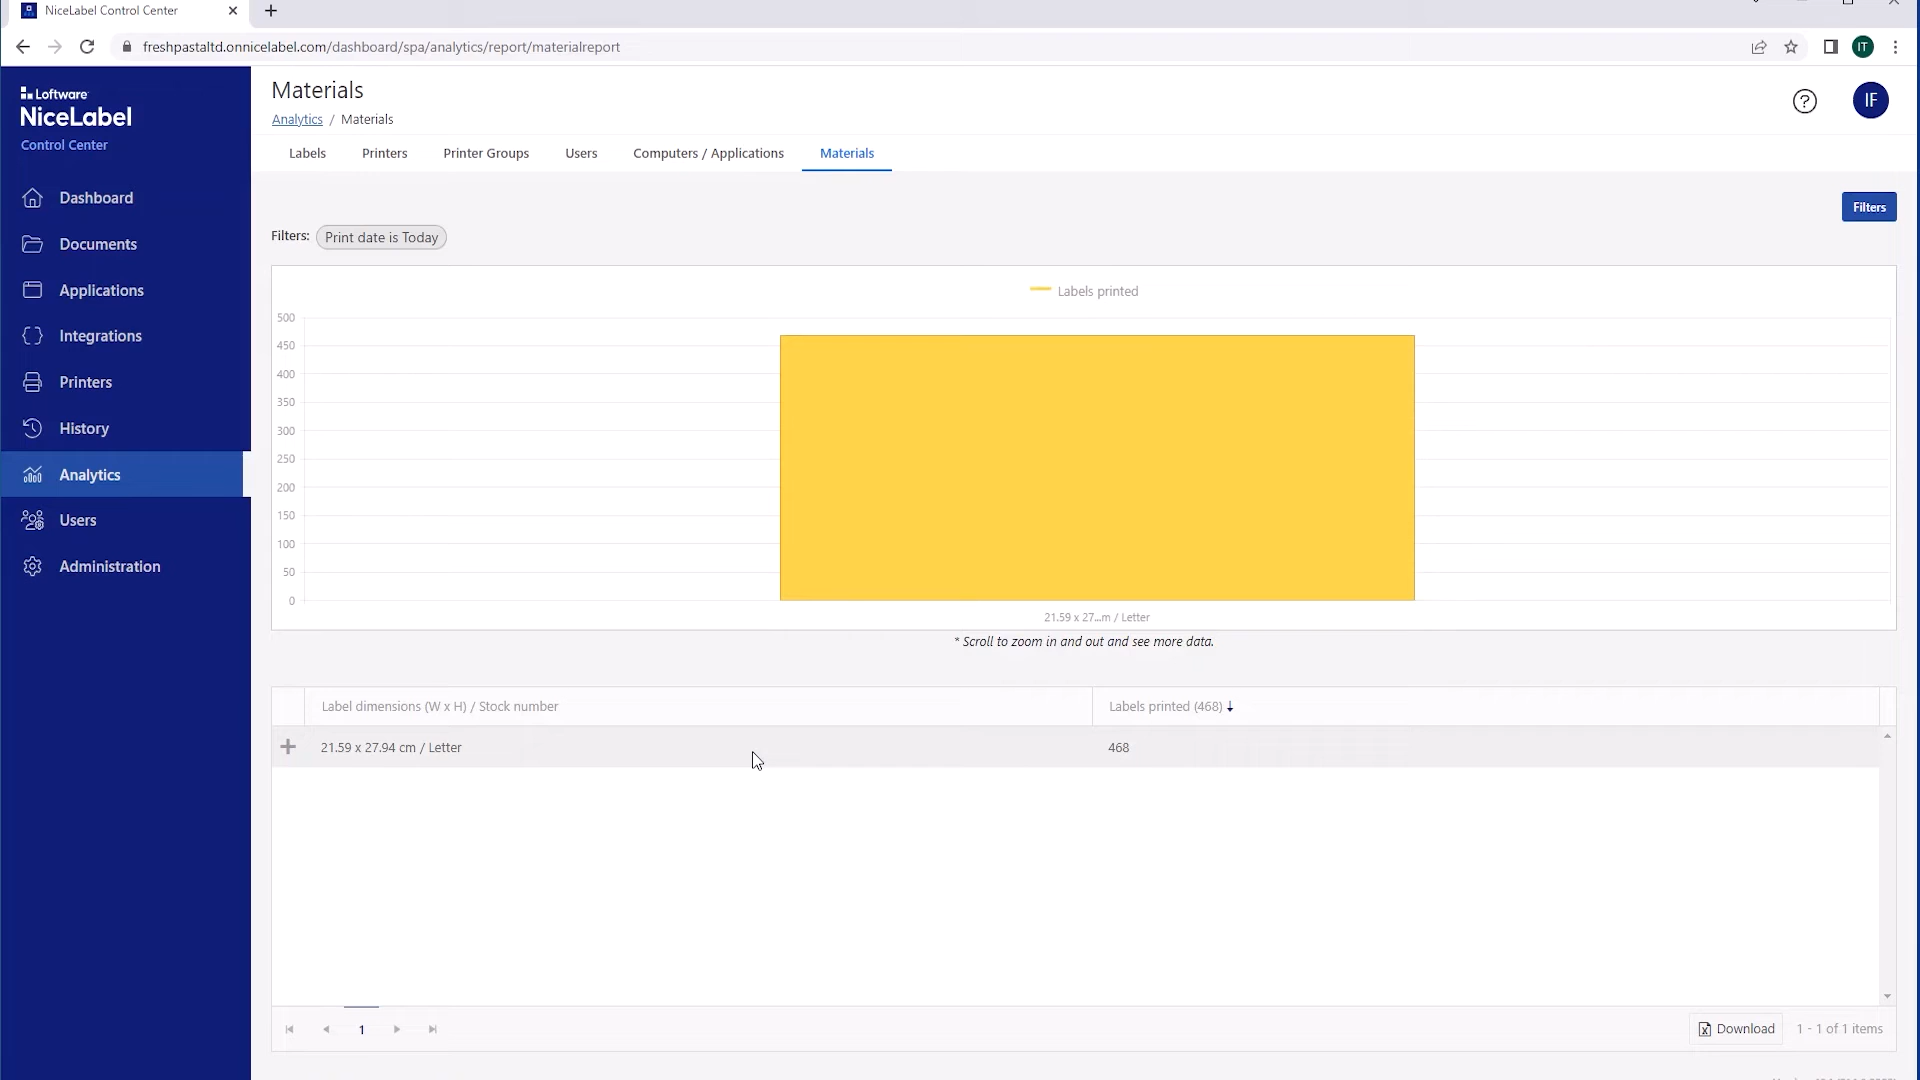 NiceLabel Control Center
freshpastaltd.onnicelabel.com/dashboard/spa/analytics/report/materialreport
IT
Loftware
NiceLabel
Control Center
Dashboard
Documents
Applications
Integrations
Printers
History
Analytics
Users
Administration
Materials
Analytics / Materials
? IF
Labels Printers Printer Groups Users Computers / Applications Materials
Filters
Filters: Print date is Today
Labels printed
500
450
400
350
300
250
200
150
100
50
0
21.59 x 27...m / Letter
* Scroll to zoom in and out and see more data.
Label dimensions (W x H) / Stock number Labels printed (468)
21.59 x 27.94 cm / Letter 468
1
Download 1 - 1 of 1 items